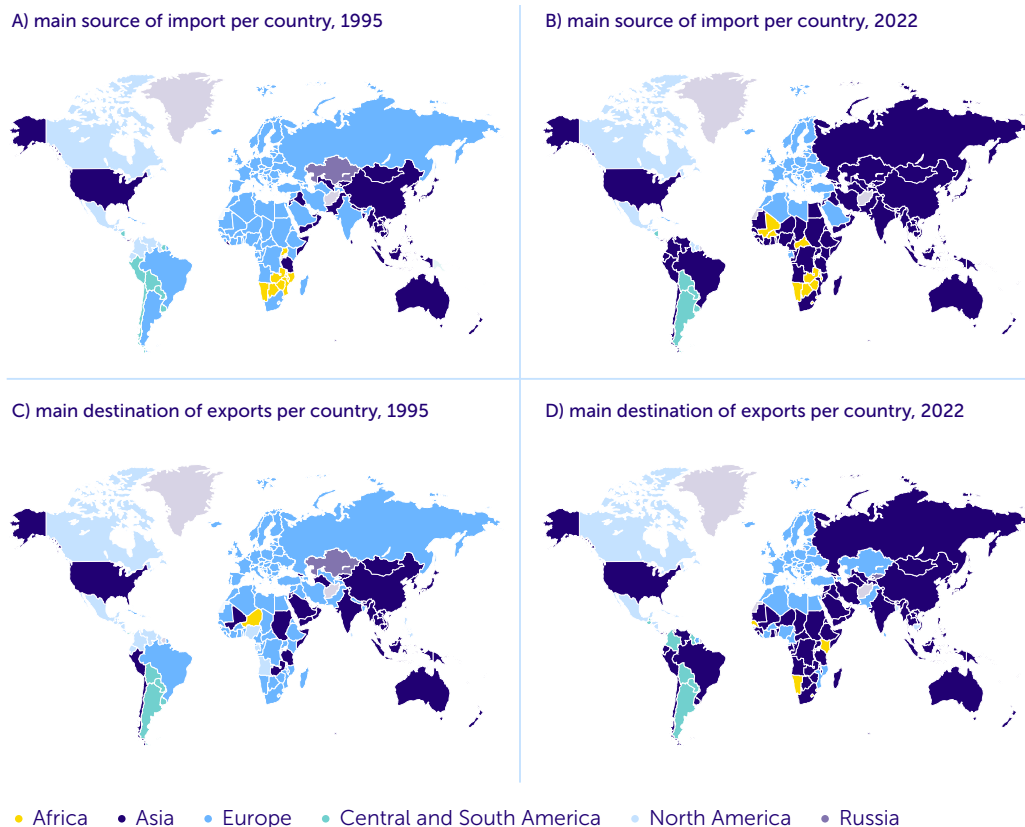 A) main source of import per country, 1995
B) main source of import per country, 2022
C) main destination of exports per country, 1995
D) main destination of exports per country, 2022
Africa Asia Europe Central and South America North America Russia